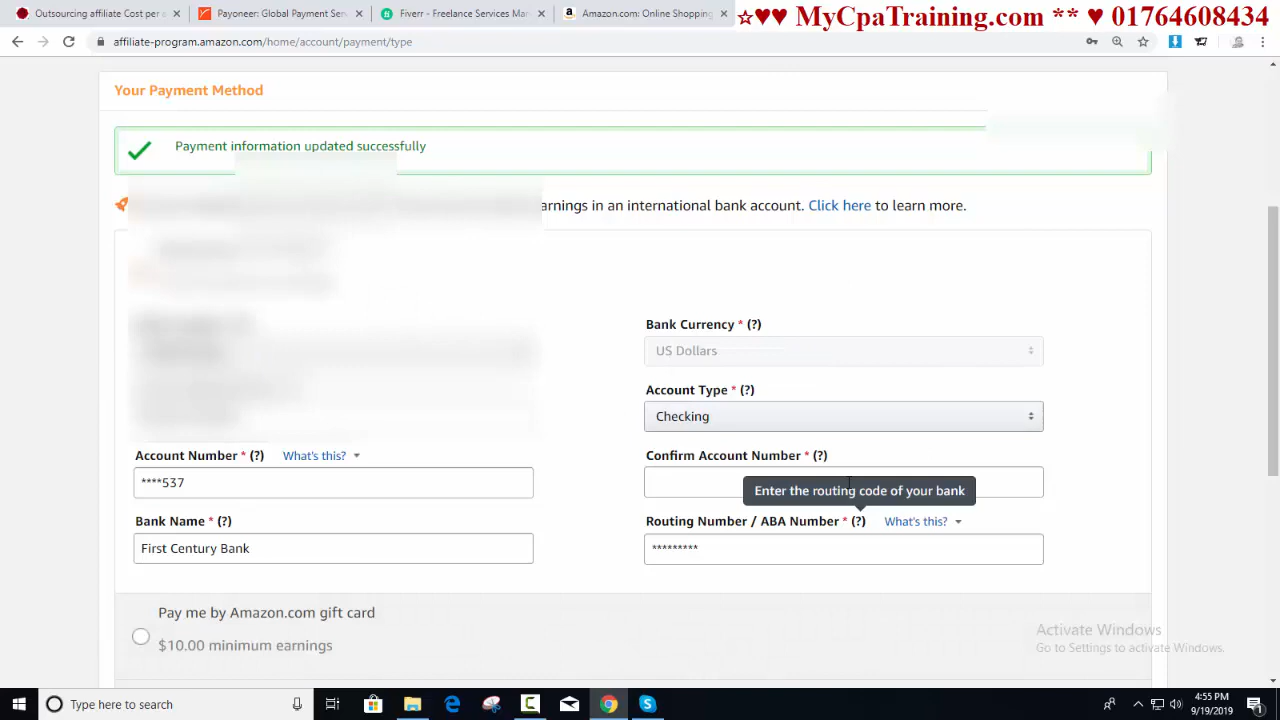 Outsourcing affiliate Cost per
Payoneer: Global Payment Serv
Fiverr - Freelance Services Mar
Amazon.com: Online Shopping
☆♥♥ MyCpaTraining.com ** ♥ 01764608434
affiliate-program.amazon.com/home/account/payment/type
Your Payment Method
Payment information updated successfully
arnings in an international bank account. Click here to learn more.
Bank Currency * (?)
US Dollars
Account Type * (?)
Checking
Account Number * (?) What's this?
Confirm Account Number * (?)
****537
Enter the routing code of your bank
Bank Name * (?)
Routing Number / ABA Number * (?) What's this?
First Century Bank
*********
Pay me by Amazon.com gift card
$10.00 minimum earnings
Activate Windows
Go to Settings to activate Windows.
Type here to search
4:55 PM
9/19/2019